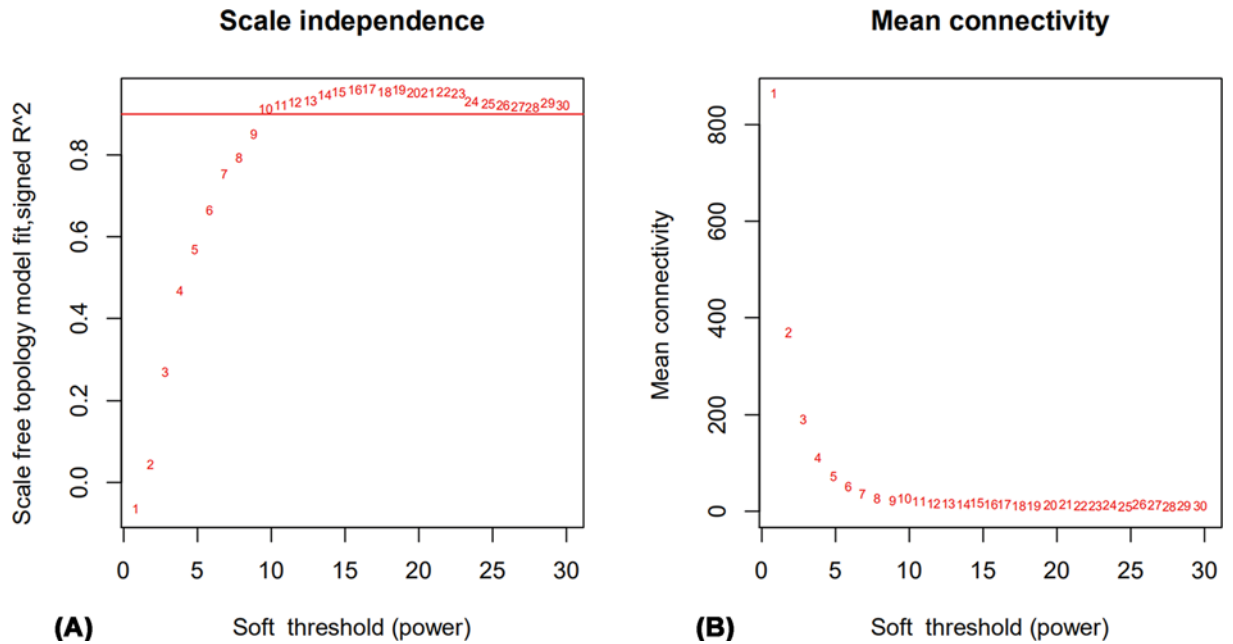 Scale independence
Scale free topology model fit,signed R^2
0.8
0.6
0.4
0.2
0.0
1
2
3
4
5
6
7
8
9
10 11 12 13 14 15 16 17 18 19 20 21 22 23 24 25 26 27 28 29 30
0 5 10 15 20 25 30
(A) Soft threshold (power)
Mean connectivity
Mean connectivity
800
600
400
200
0
1
2
3
4
5
6
7
8 9 10 11 12 13 14 15 16 17 18 19 20 21 22 23 24 25 26 27 28 29 30
0 5 10 15 20 25 30
(B) Soft threshold (power)